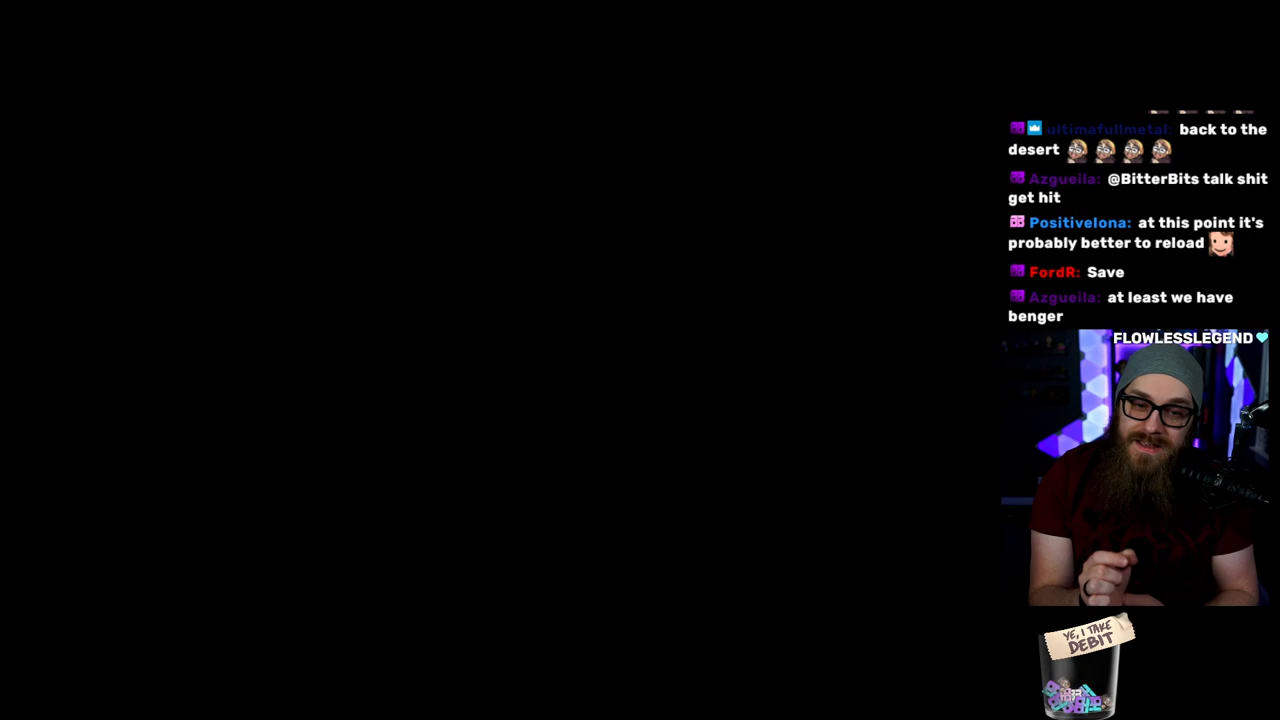 ultimafullmetal: back to the
desert
Azgueila: @BitterBits talk shit
get hit
PositiveIona: at this point it's
probably better to reload
FordR: Save
Azgueila: at least we have
benger
FLOWLESSLEGEND
YE, I TAKE
DEBIT